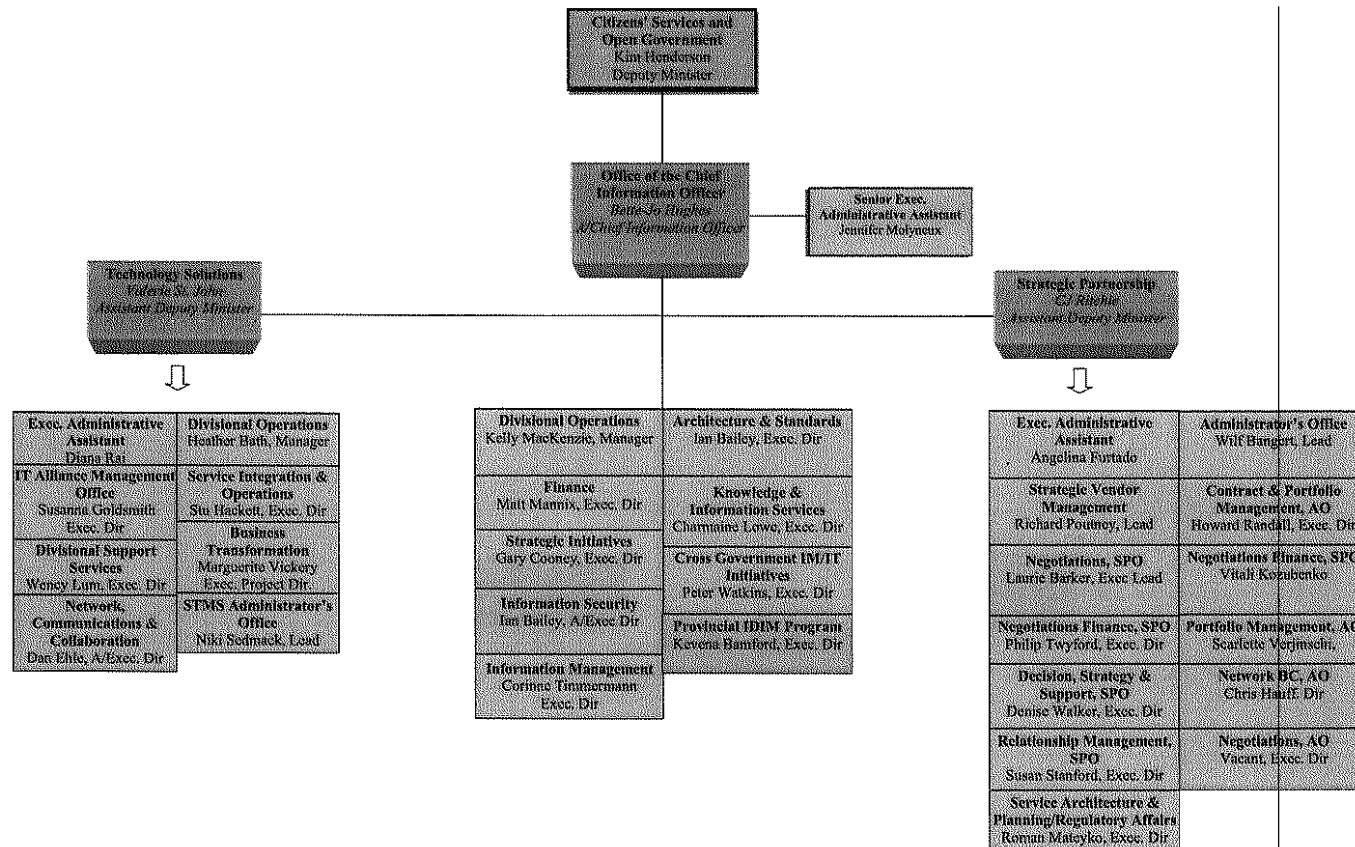 Citizens' Services and
Open Government
Kim Henderson
Deputy Minister
Office of the Chief
Information Officer
Bette-Jo Hughes
A/Chief Information Officer
Senior Exec.
Administrative Assistant
Jennifer Molyneux
Technology Solutions
Valerie St. John
Assistant Deputy Minister
Strategic Partnership
CJ Ritchie
Assistant Deputy Minister
Exec. Administrative
Assistant
Diana Rai
IT Alliance Management
Office
Susanna Goldsmith
Exec. Dir
Divisional Support
Services
Wency Lum, Exec. Dir
Network,
Communications &
Collaboration
Dan Ehle, A/Exec. Dir
Divisional Operations
Heather Bath, Manager
Service Integration &
Operations
Stu Hackett, Exec. Dir
Business
Transformation
Marguerite Vickery
Exec. Project Dir
STMS Administrator's
Office
Niki Sedmack, Lead
Divisional Operations
Kelly MacKenzie, Manager
Finance
Matt Mannix, Exec. Dir
Strategic Initiatives
Gary Cooney, Exec. Dir
Information Security
Ian Bailey, A/Exec Dir
Information Management
Corinne Timmermann
Exec. Dir
Architecture & Standards
Ian Bailey, Exec. Dir
Knowledge &
Information Services
Charmaine Lowe, Exec. Dir
Cross Government IM/IT
Initiatives
Peter Watkins, Exec. Dir
Provincial IDIM Program
Kevena Bamford, Exec. Dir
Exec. Administrative
Assistant
Angelina Furtado
Strategic Vendor
Management
Richard Poutney, Lead
Negotiations, SPO
Laurie Barker, Exec Lead
Negotiations Finance, SPO
Philip Twyford, Exec. Dir
Decision, Strategy &
Support, SPO
Denise Walker, Exec. Dir
Relationship Management,
SPO
Susan Stanford, Exec. Dir
Service Architecture &
Planning/Regulatory Affairs
Roman Mateyko, Exec. Dir
Administrator's Office
Wilf Bangert, Lead
Contract & Portfolio
Management, AO
Howard Randall, Exec. Dir
Negotiations Finance, SPO
Vitali Kozubenko
Portfolio Management, AO
Scarlette
Network BC, AO
Chris Hauff, Dir
Negotiations, AO
Vacant, Exec. Dir